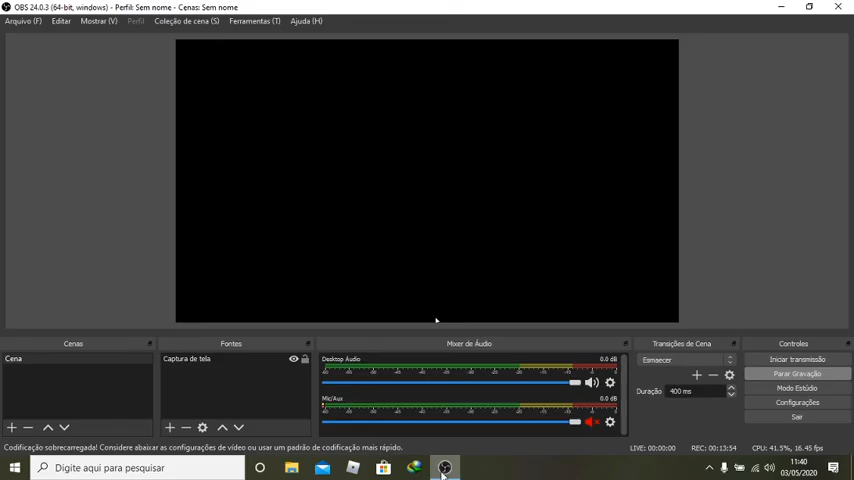 OBS 24.0.3 (64-bit, windows) - Perfil: Sem nome - Cenas: Sem nome
Arquivo (F) Editar Mostrar (V) Perfil Coleção de cena (S) Ferramentas (T) Ajuda (H)
Cenas Fontes Mixer de Áudio Transições de Cena Controles
Cena
Captura de tela
Desktop Áudio 0.0 dB
Mic/Aux 0.0 dB
Esmaecer
Duração 400 ms
Iniciar transmissão
Parar Gravação
Modo Estúdio
Configurações
Sair
Codificação sobrecarregada! Considere abaixar as configurações de vídeo ou usar um padrão de codificação mais rápido. LIVE: 00:00:00 REC: 00:13:54 CPU: 41.5%, 16.45 fps
Digite aqui para pesquisar
11:40
03/05/2020